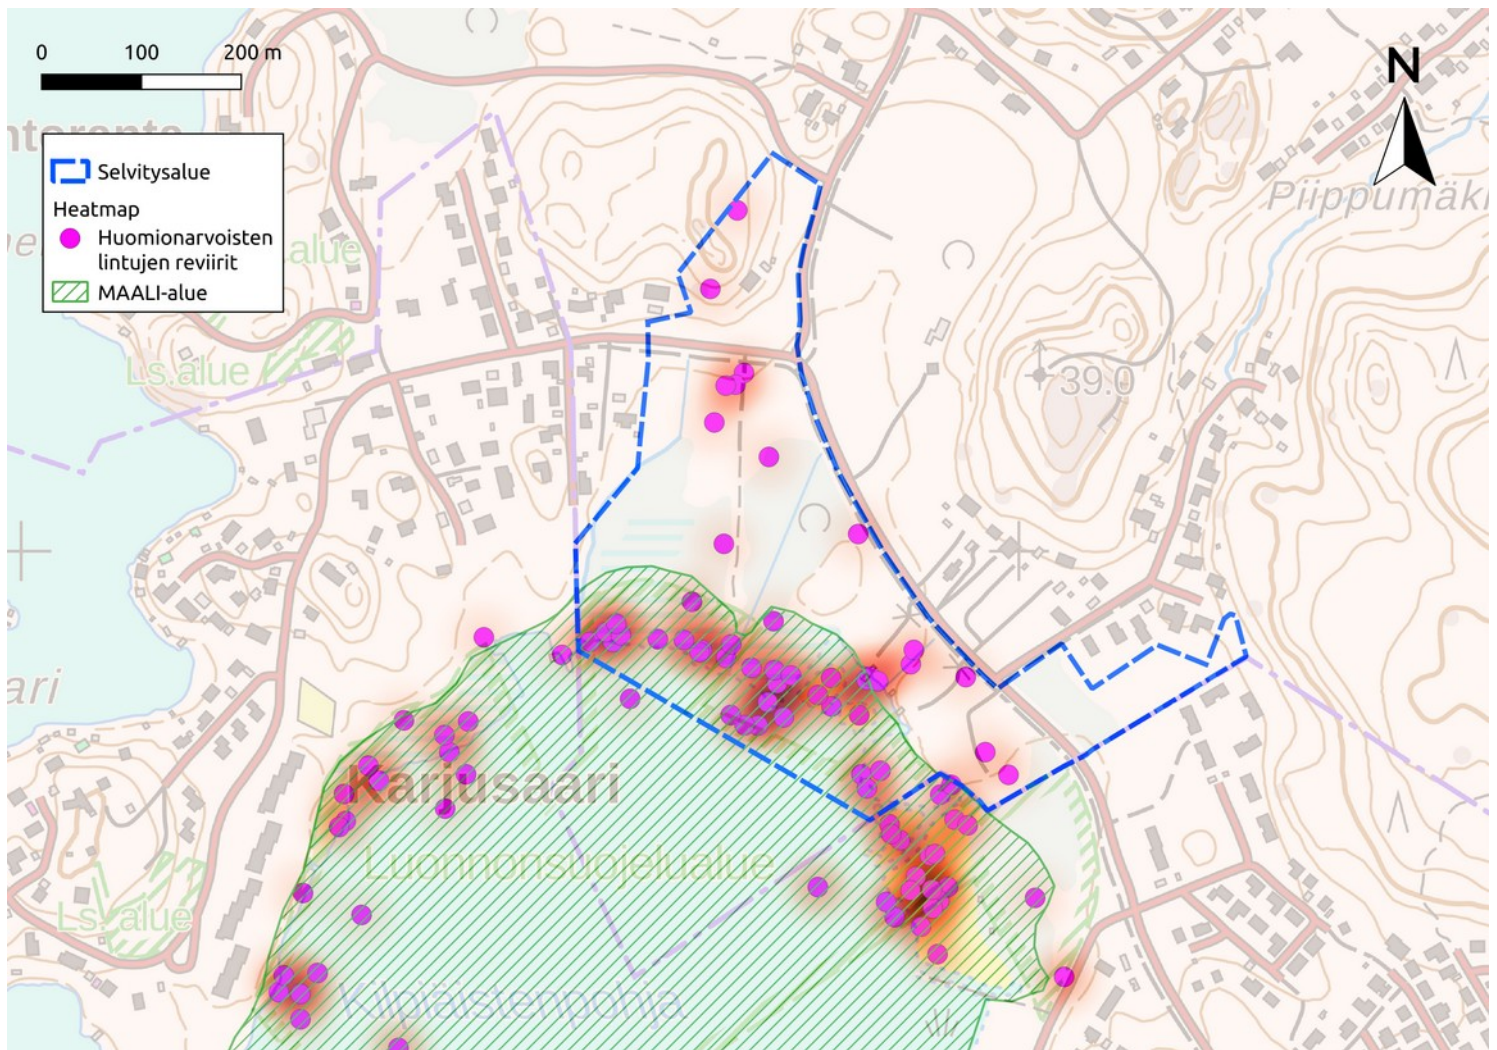 0 100 200 m
N
Selvitysalue
Heatmap
Huomionarvoisten
lintujen reviirit
MAALI-alue
Piippumäki
alue
Ls.alue
39.0
Karjusaari
Luonnonsuojelualue
Ls.alue
Kilpiäistenpohja